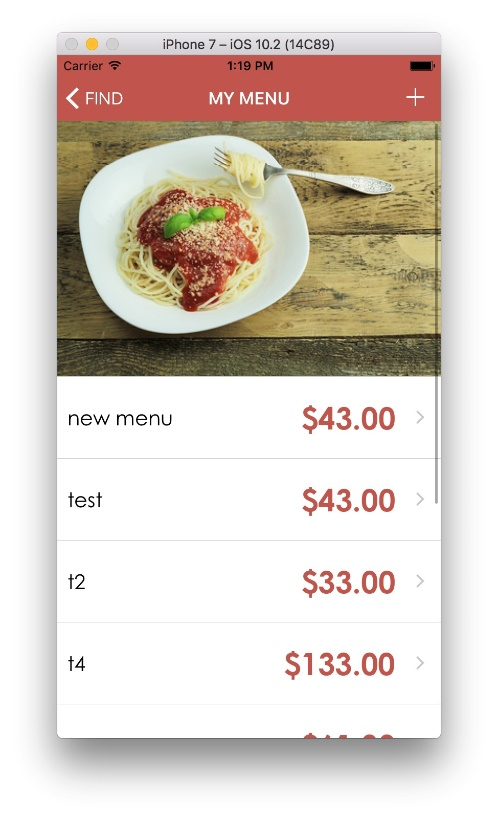 iPhone 7 – iOS 10.2 (14C89)
Carrier 1:19 PM
FIND MY MENU
new menu $43.00
test $43.00
t2 $33.00
t4 $133.00